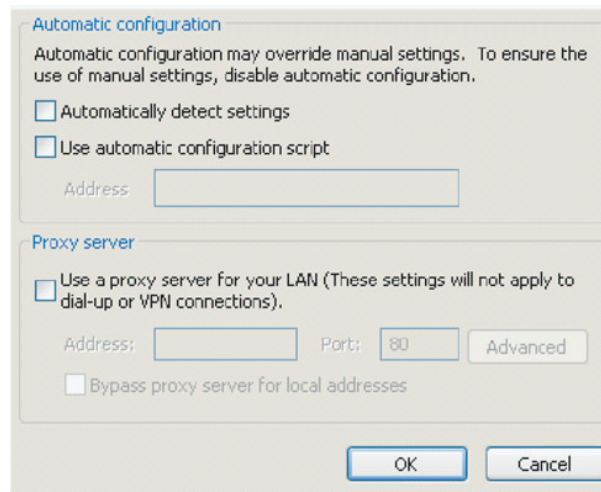 Automatic configuration
Automatic configuration may override manual settings.  To ensure the
use of manual settings, disable automatic configuration.
Automatically detect settings
Use automatic configuration script
Address
Proxy server
Use a proxy server for your LAN (These settings will not apply to
dial-up or VPN connections).
Address: Port: 80 Advanced
Bypass proxy server for local addresses
OK Cancel